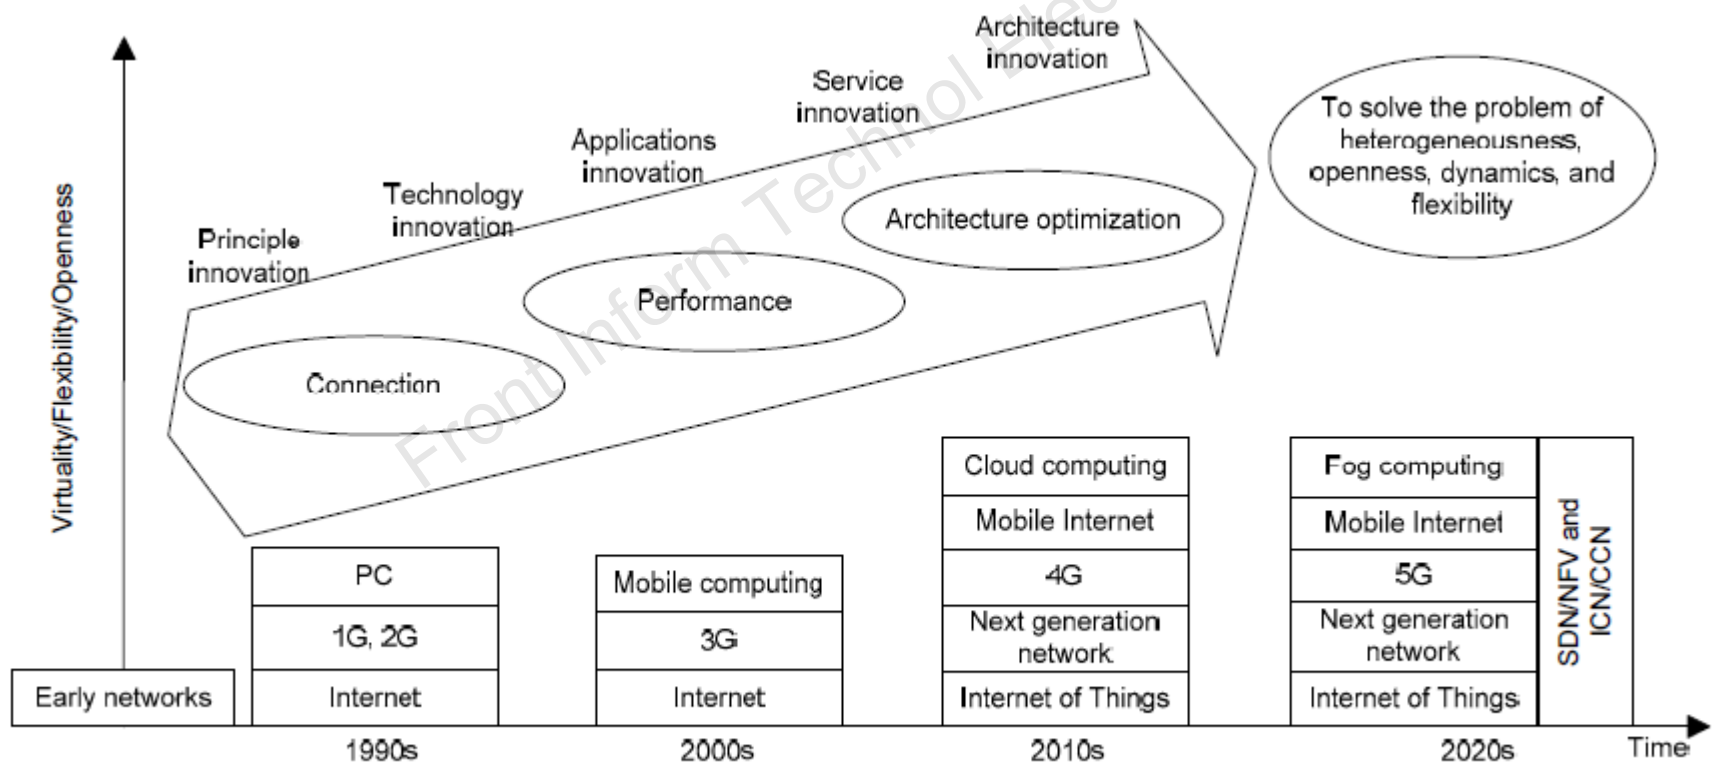 Architecture
innovation
Service
innovation
Applications
innovation
Technology
innovation
Principle
innovation
To solve the problem of
heterogeneousness,
openness, dynamics, and
flexibility
Architecture optimization
Performance
Connection
Virtuality/Flexibility/Openness
Front Inform Technol Elec
Early networks
PC
1G, 2G
Internet
1990s
Mobile computing
3G
Internet
2000s
Cloud computing
Mobile Internet
4G
Next generation
network
Internet of Things
2010s
Fog computing
Mobile Internet
5G
Next generation
network
Internet of Things
SDN/NFV and
ICN/CCN
2020s
Time